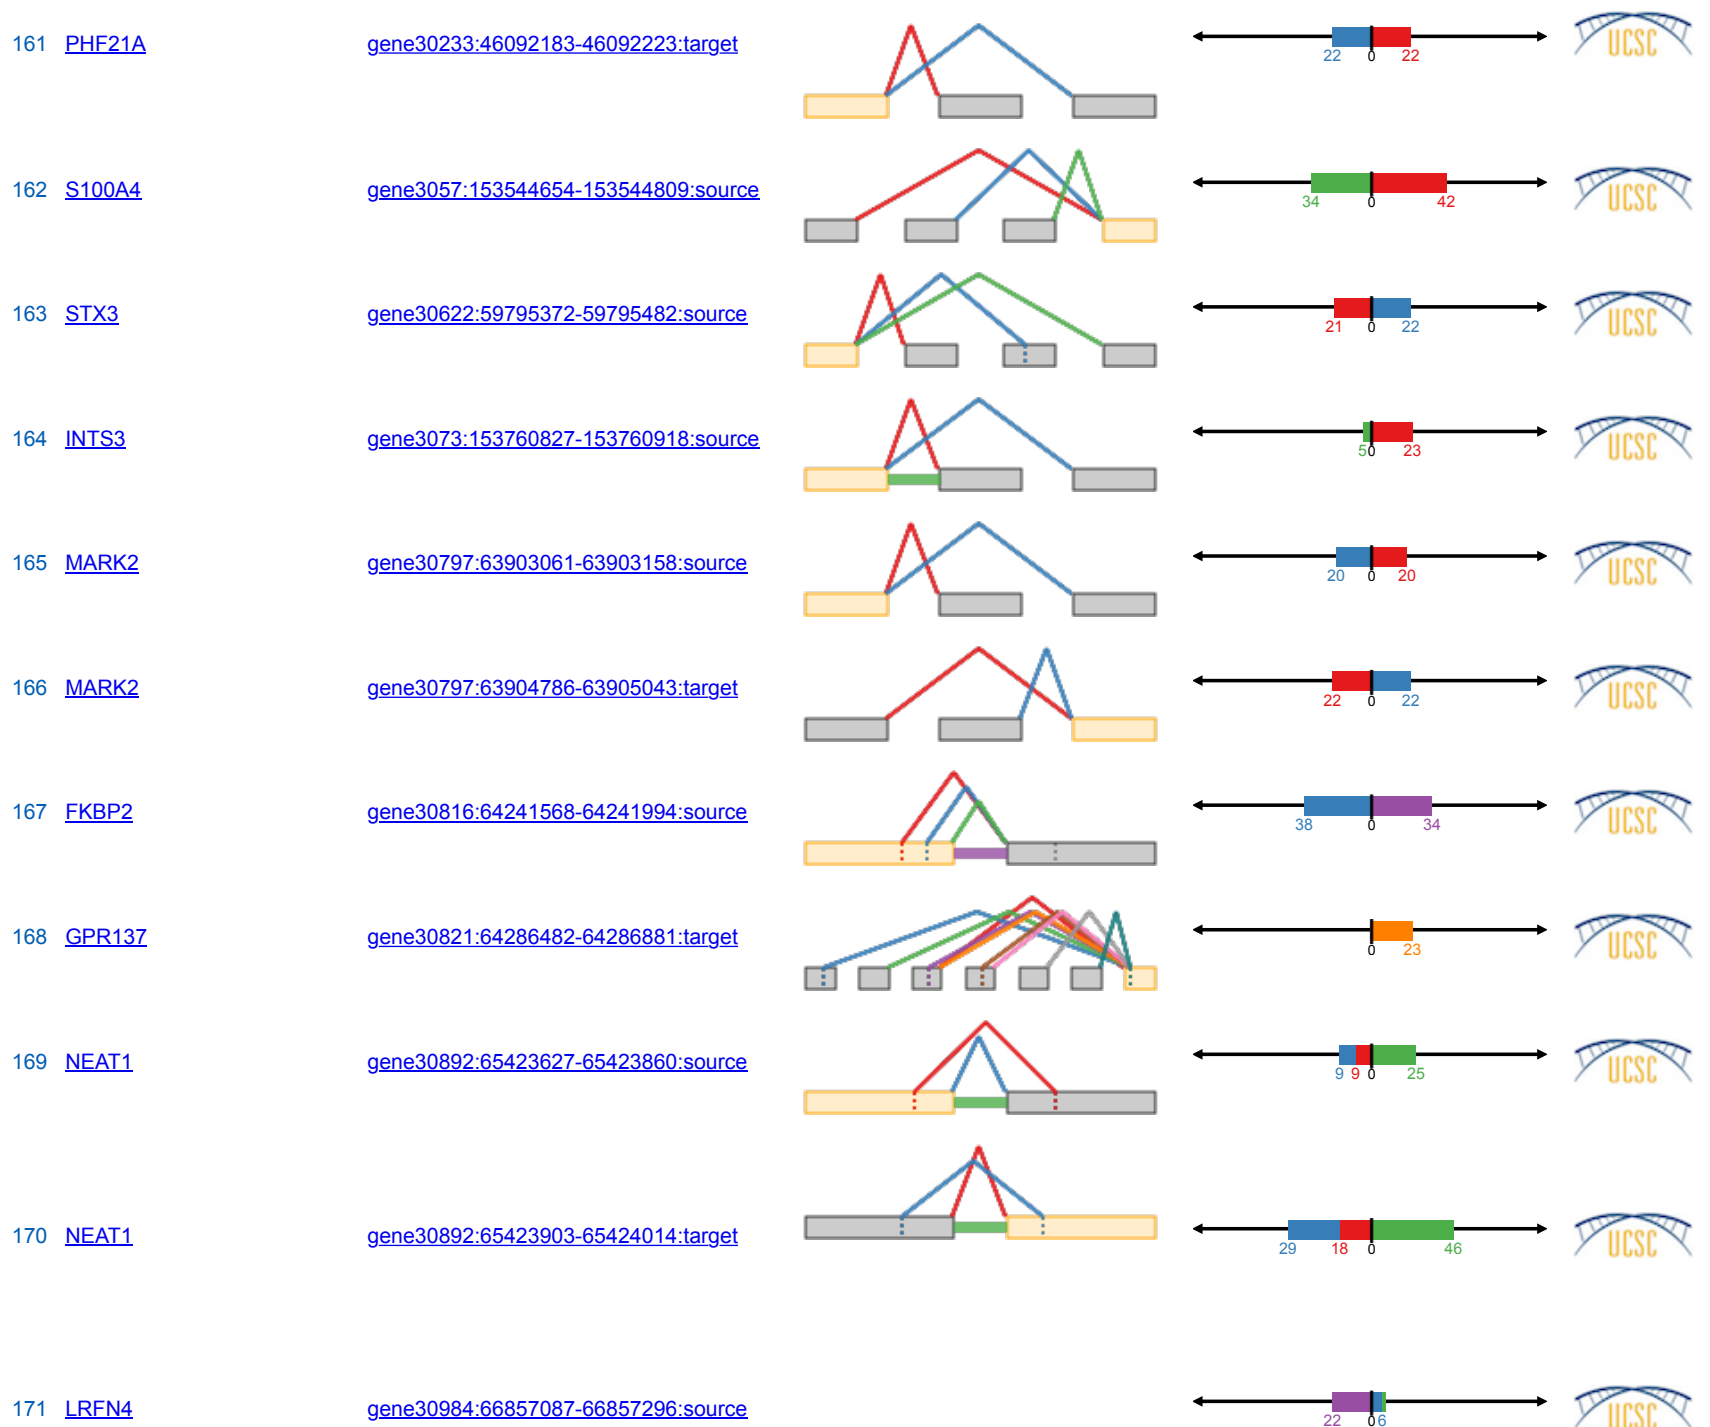 161 PHF21A gene30233:46092183-46092223:target 22 0 22 UCSC
162 S100A4 gene3057:153544654-153544809:source 34 0 42 UCSC
163 STX3 gene30622:59795372-59795482:source 21 0 22 UCSC
164 INTS3 gene3073:153760827-153760918:source 5 0 23 UCSC
165 MARK2 gene30797:63903061-63903158:source 20 0 20 UCSC
166 MARK2 gene30797:63904786-63905043:target 22 0 22 UCSC
167 FKBP2 gene30816:64241568-64241994:source 38 0 34 UCSC
168 GPR137 gene30821:64286482-64286881:target 0 23 UCSC
169 NEAT1 gene30892:65423627-65423860:source 9 9 0 25 UCSC
170 NEAT1 gene30892:65423903-65424014:target 29 18 0 46 UCSC
171 LRFN4 gene30984:66857087-66857296:source 22 0 6 UCSC